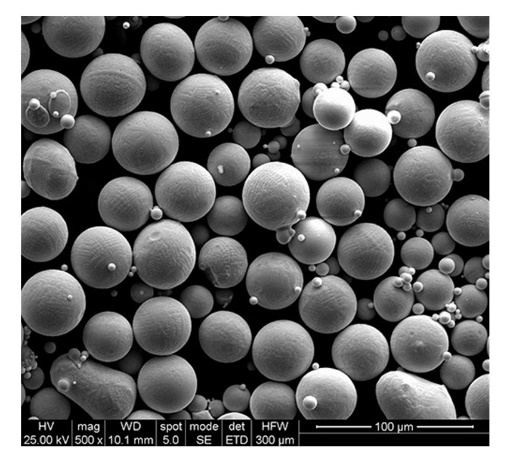 HV mag WD spot mode det HFW
25.00 kV 500 x 10.1 mm 5.0 SE ETD 300 µm
100 µm